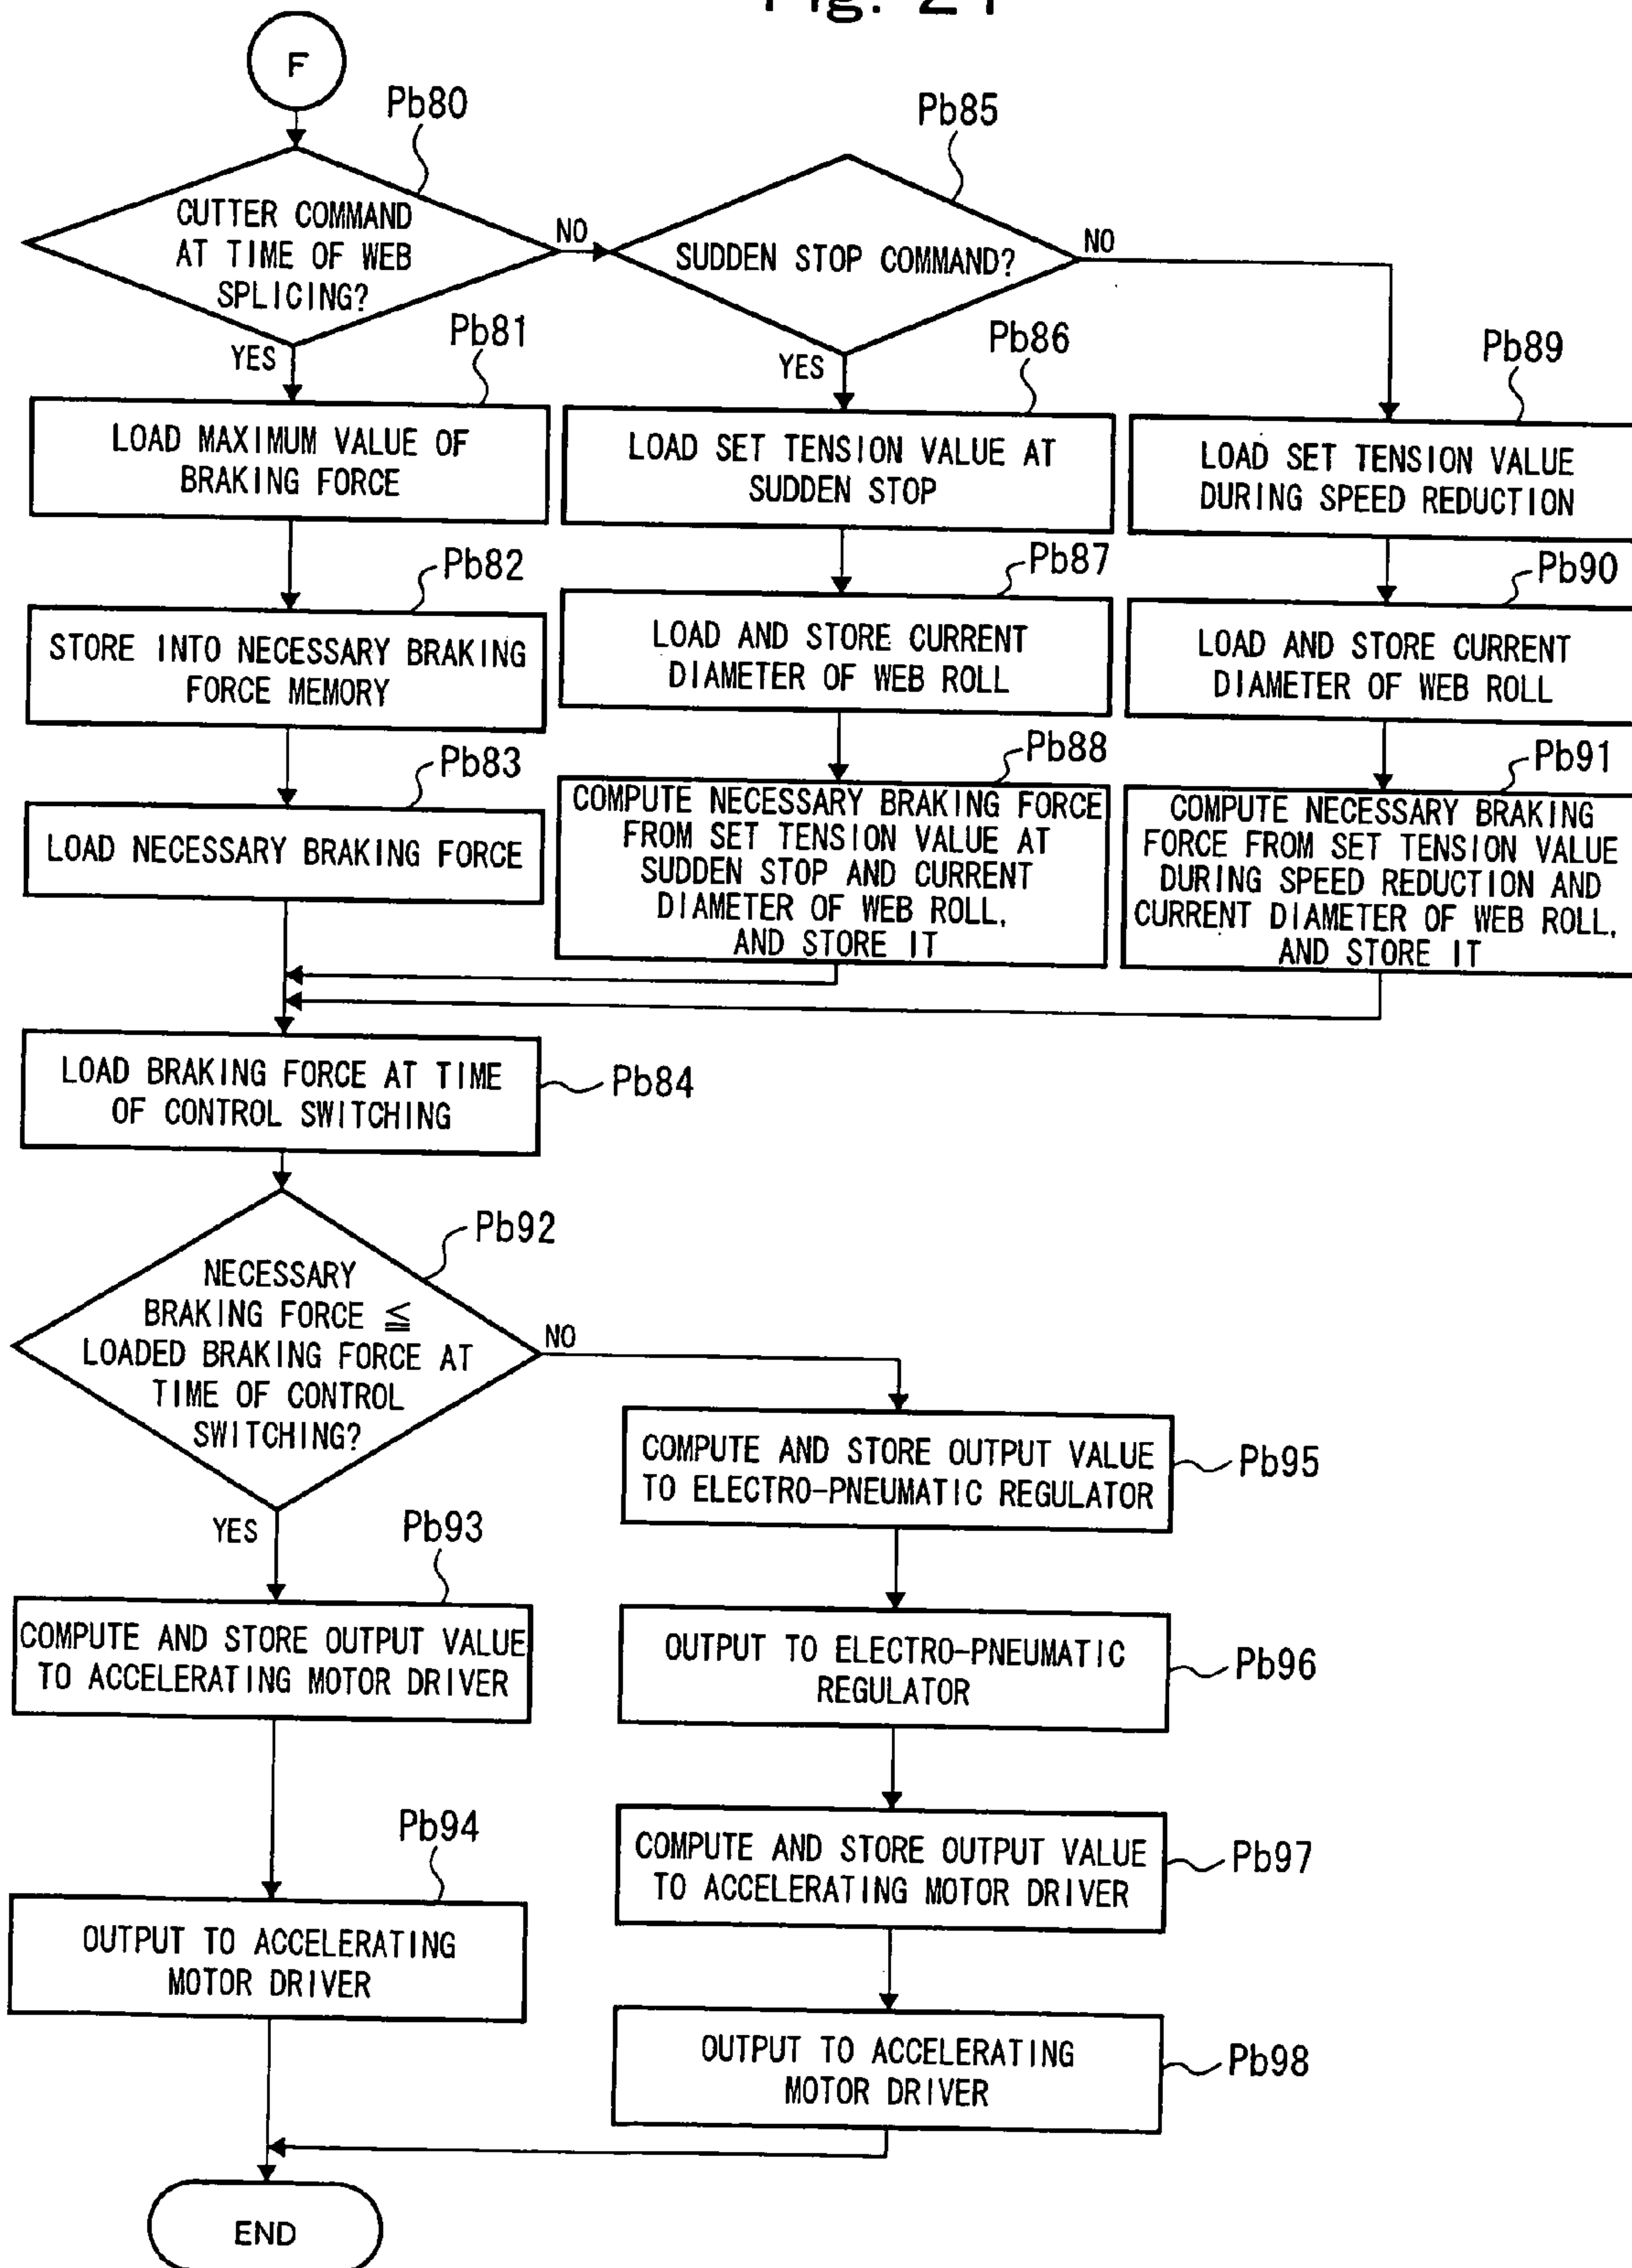 F
Pb80
CUTTER COMMAND
AT TIME OF WEB
SPLICING?
NO
YES
Pb85
SUDDEN STOP COMMAND?
NO
YES
Pb81
LOAD MAXIMUM VALUE OF
BRAKING FORCE
Pb86
LOAD SET TENSION VALUE AT
SUDDEN STOP
Pb89
LOAD SET TENSION VALUE
DURING SPEED REDUCTION
Pb82
STORE INTO NECESSARY BRAKING
FORCE MEMORY
Pb87
LOAD AND STORE CURRENT
DIAMETER OF WEB ROLL
Pb90
LOAD AND STORE CURRENT
DIAMETER OF WEB ROLL
Pb83
LOAD NECESSARY BRAKING FORCE
Pb88
COMPUTE NECESSARY BRAKING FORCE
FROM SET TENSION VALUE AT
SUDDEN STOP AND CURRENT
DIAMETER OF WEB ROLL,
AND STORE IT
Pb91
COMPUTE NECESSARY BRAKING
FORCE FROM SET TENSION VALUE
DURING SPEED REDUCTION AND
CURRENT DIAMETER OF WEB ROLL,
AND STORE IT
LOAD BRAKING FORCE AT TIME
OF CONTROL SWITCHING
Pb84
Pb92
NECESSARY
BRAKING FORCE ≦
LOADED BRAKING FORCE AT
TIME OF CONTROL
SWITCHING?
NO
YES
Pb93
COMPUTE AND STORE OUTPUT VALUE
TO ACCELERATING MOTOR DRIVER
Pb94
OUTPUT TO ACCELERATING
MOTOR DRIVER
COMPUTE AND STORE OUTPUT VALUE
TO ELECTRO-PNEUMATIC REGULATOR
Pb95
OUTPUT TO ELECTRO-PNEUMATIC
REGULATOR
Pb96
COMPUTE AND STORE OUTPUT VALUE
TO ACCELERATING MOTOR DRIVER
Pb97
OUTPUT TO ACCELERATING
MOTOR DRIVER
Pb98
END